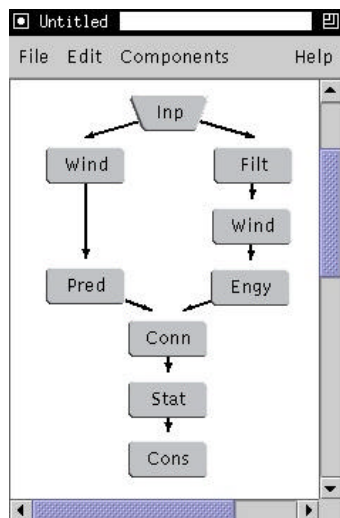 Untitled
File Edit Components Help
Inp
Wind Filt
Wind
Pred Engy
Conn
Stat
Cons